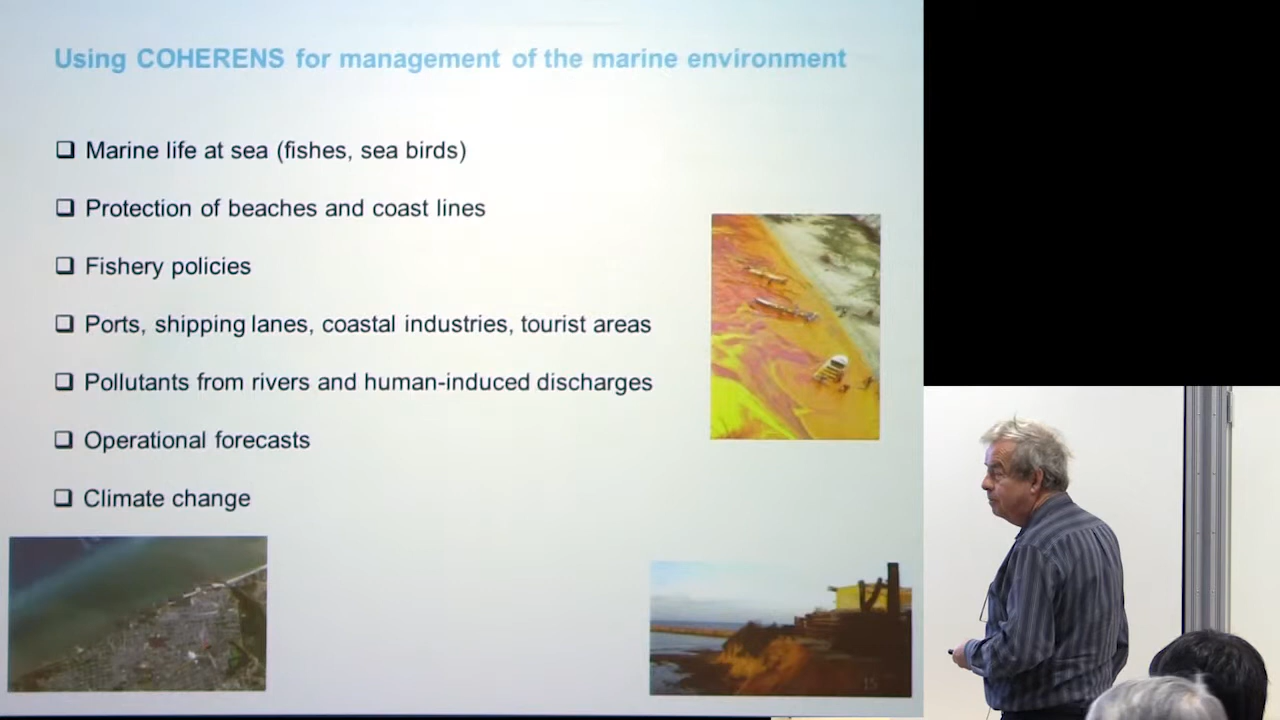 Using COHERENS for management of the marine environment
❑ Marine life at sea (fishes, sea birds)
❑ Protection of beaches and coast lines
❑ Fishery policies
❑ Ports, shipping lanes, coastal industries, tourist areas
❑ Pollutants from rivers and human-induced discharges
❑ Operational forecasts
❑ Climate change
15